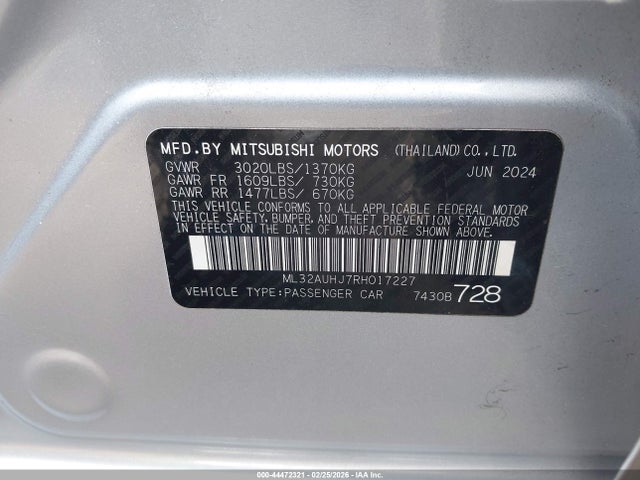 MFD.BY MITSUBISHI MOTORS (THAILAND)CO.,LTD.
GVWR 3020LBS/1370KG JUN 2024
GAWR FR 1609LBS/ 730KG
GAWR RR 1477LBS/ 670KG
THIS VEHICLE CONFORMS TO ALL APPLICABLE FEDERAL MOTOR
VEHICLE SAFETY, BUMPER, AND THEFT PREVENTION STANDARDS
IN EFFECT ON THE DATE OF MANUFACTURE SHOWN ABOVE.
ML32AUHJ7RH017227
VEHICLE TYPE:PASSENGER CAR 7430B 728
000-44472321 - 02/25/2026 - IAA Inc.